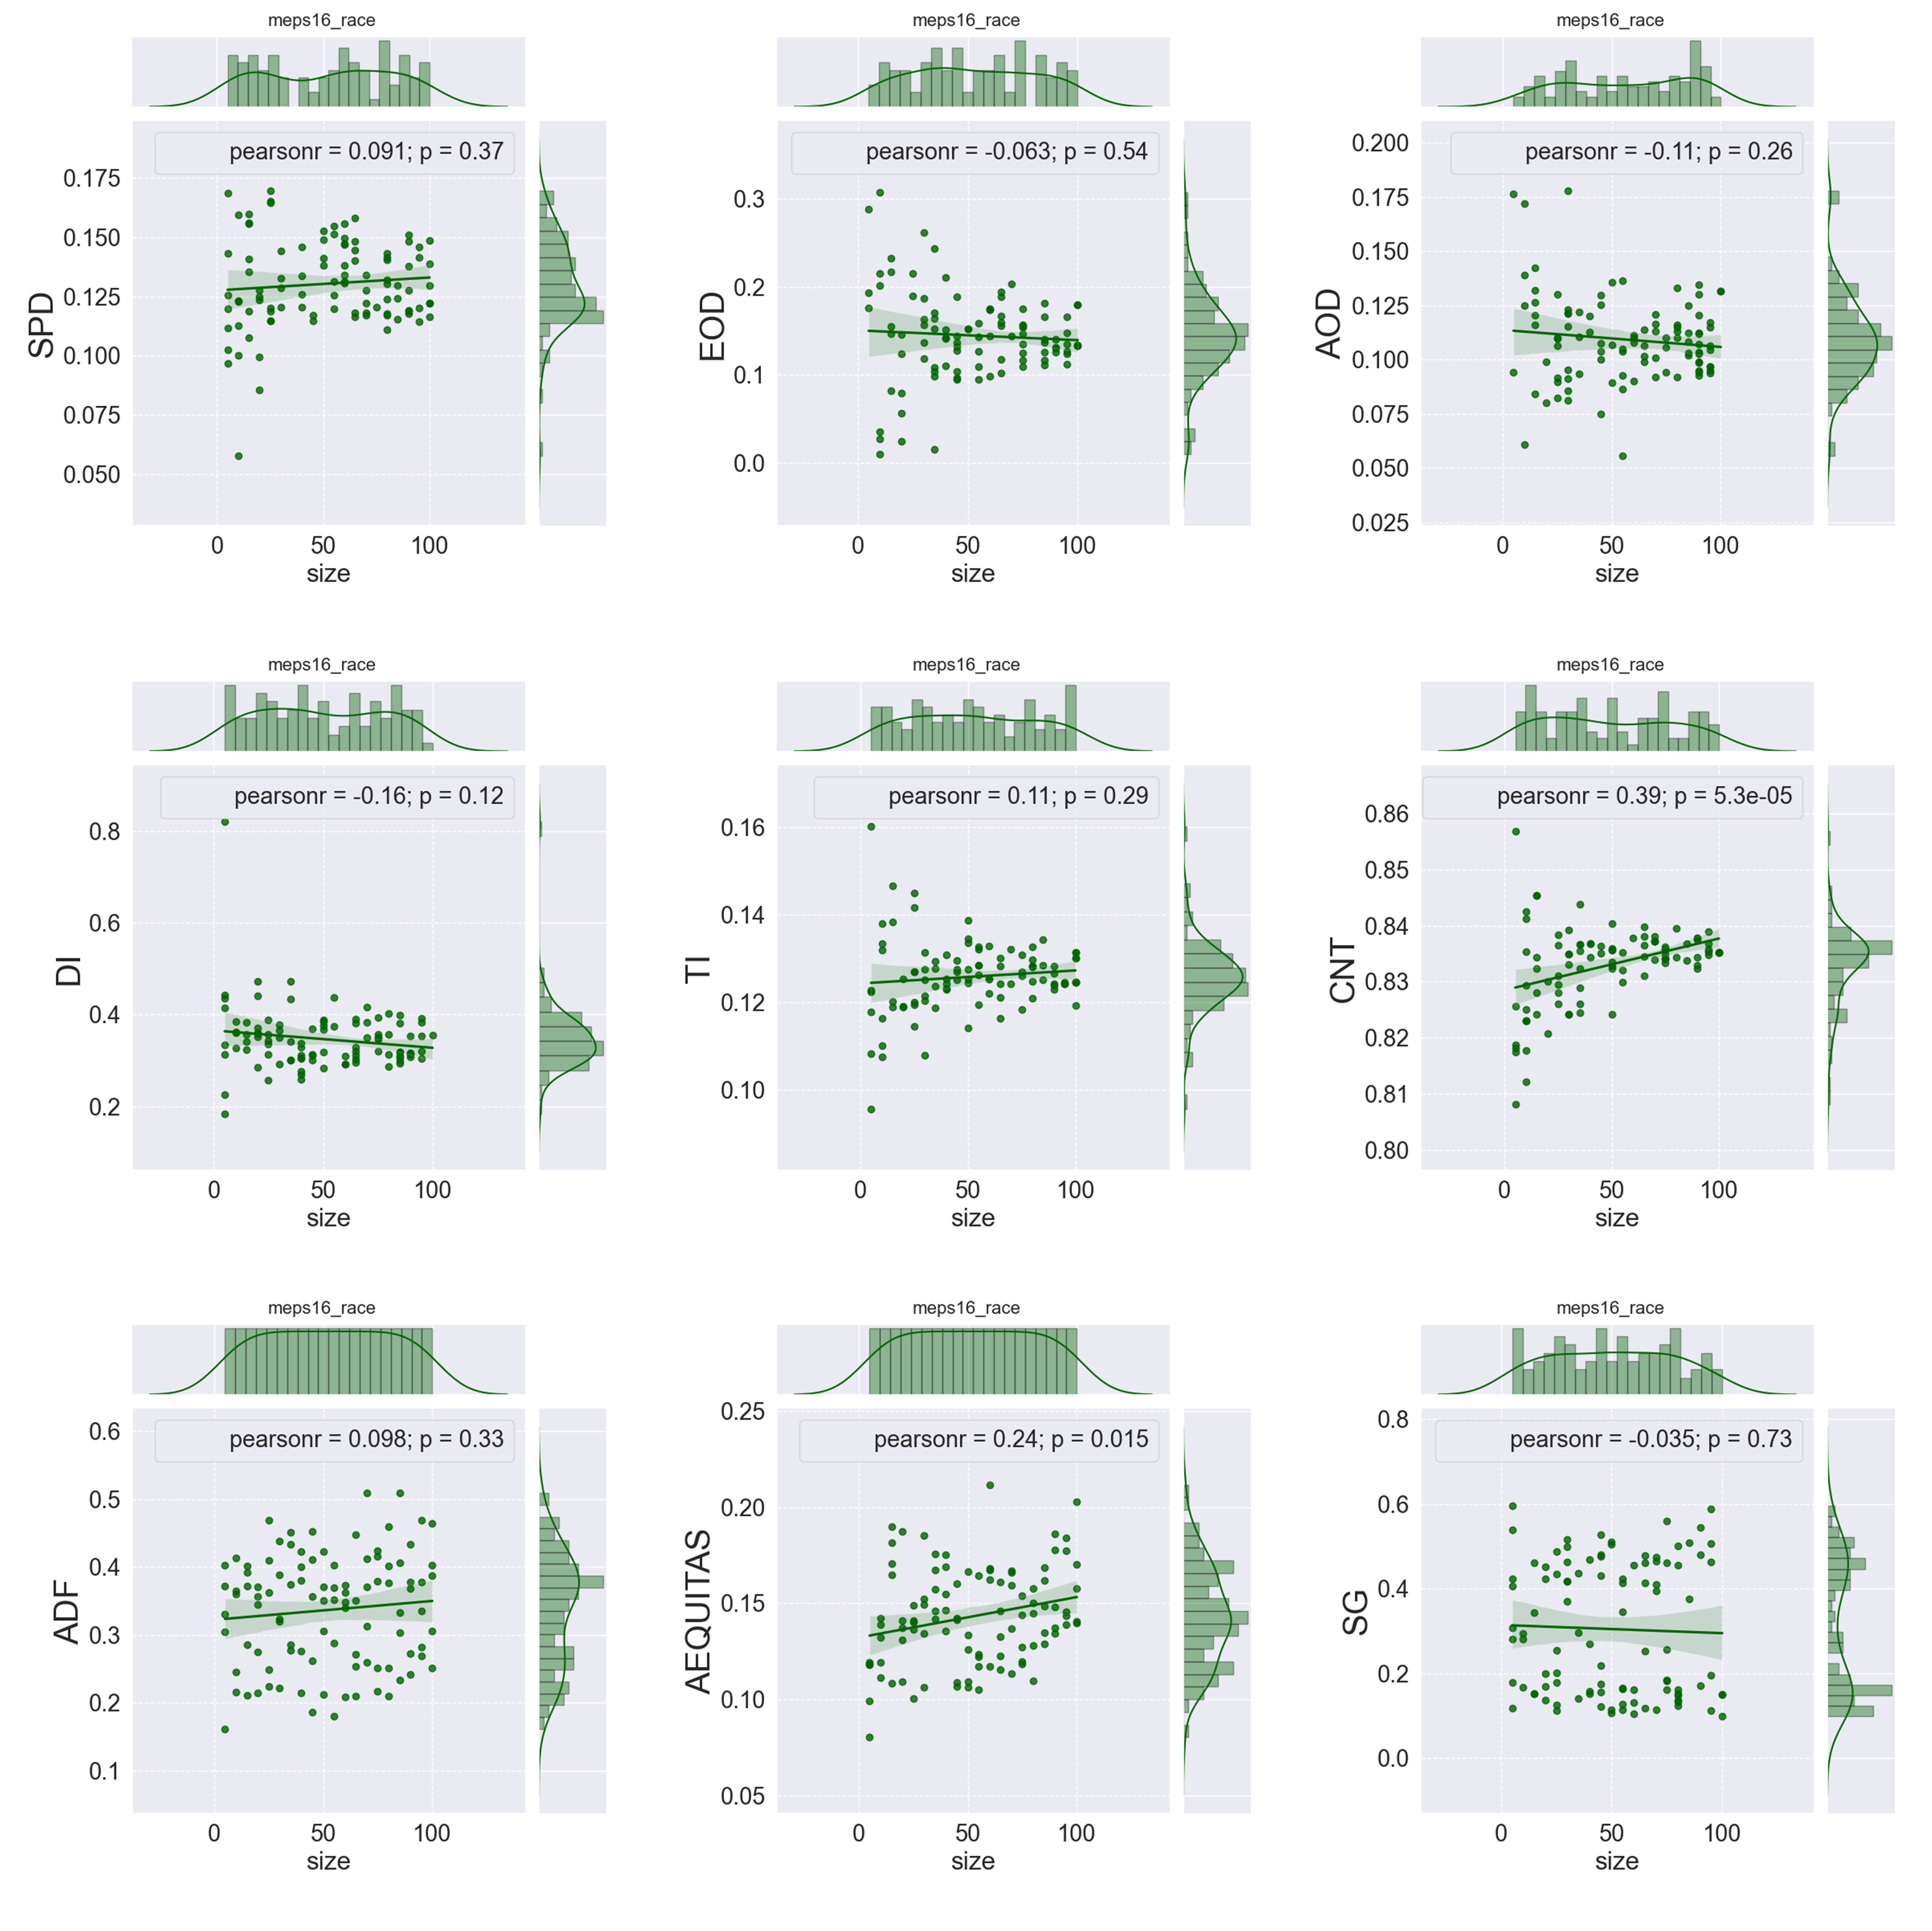 meps16_race
meps16_race
meps16_race
pearsonr = 0.091; p = 0.37
0.175
0.150
0.125
0.100
0.075
0.050
SPD
0
50
100
size
pearsonr = -0.063; p = 0.54
0.3
0.2
0.1
0.0
EOD
0
50
100
size
pearsonr = -0.11; p = 0.26
0.200
0.175
0.150
0.125
0.100
0.075
0.050
0.025
AOD
0
50
100
size
meps16_race
meps16_race
meps16_race
pearsonr = -0.16; p = 0.12
0.8
0.6
0.4
0.2
DI
0
50
100
size
pearsonr = 0.11; p = 0.29
0.16
0.14
0.12
0.10
TI
0
50
100
size
pearsonr = 0.39; p = 5.3e-05
0.86
0.85
0.84
0.83
0.82
0.81
0.80
CNT
0
50
100
size
meps16_race
meps16_race
meps16_race
pearsonr = 0.098; p = 0.33
0.6
0.5
0.4
0.3
0.2
0.1
ADF
0
50
100
size
pearsonr = 0.24; p = 0.015
0.25
0.20
0.15
0.10
0.05
AEQUITAS
0
50
100
size
pearsonr = -0.035; p = 0.73
0.8
0.6
0.4
0.2
0.0
SG
0
50
100
size